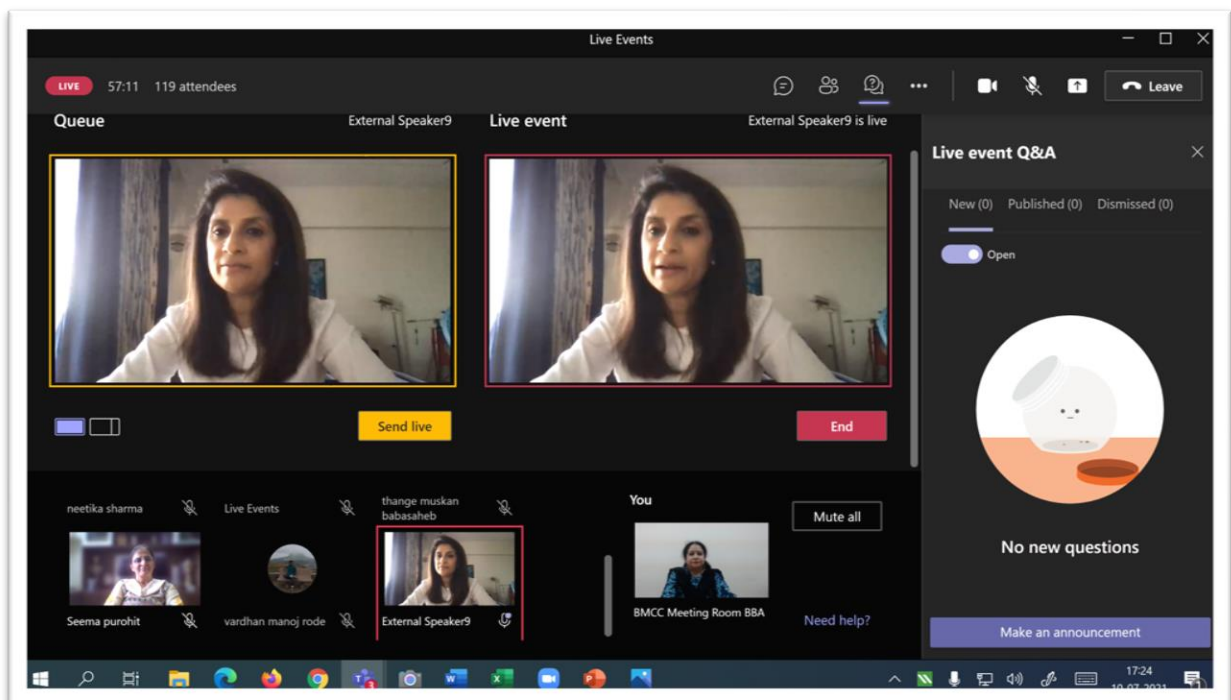 Live Events
LIVE 57:11 119 attendees
Leave
Queue External Speaker9
Live event External Speaker9 is live
Send live
End
neetika sharma
Live Events
thange muskan
babasaheb
Seema purohit
vardhan manoj rode
External Speaker9
You
Mute all
BMCC Meeting Room BBA
Need help?
Live event Q&A
New (0) Published (0) Dismissed (0)
Open
No new questions
Make an announcement
17:24
10-07-2021